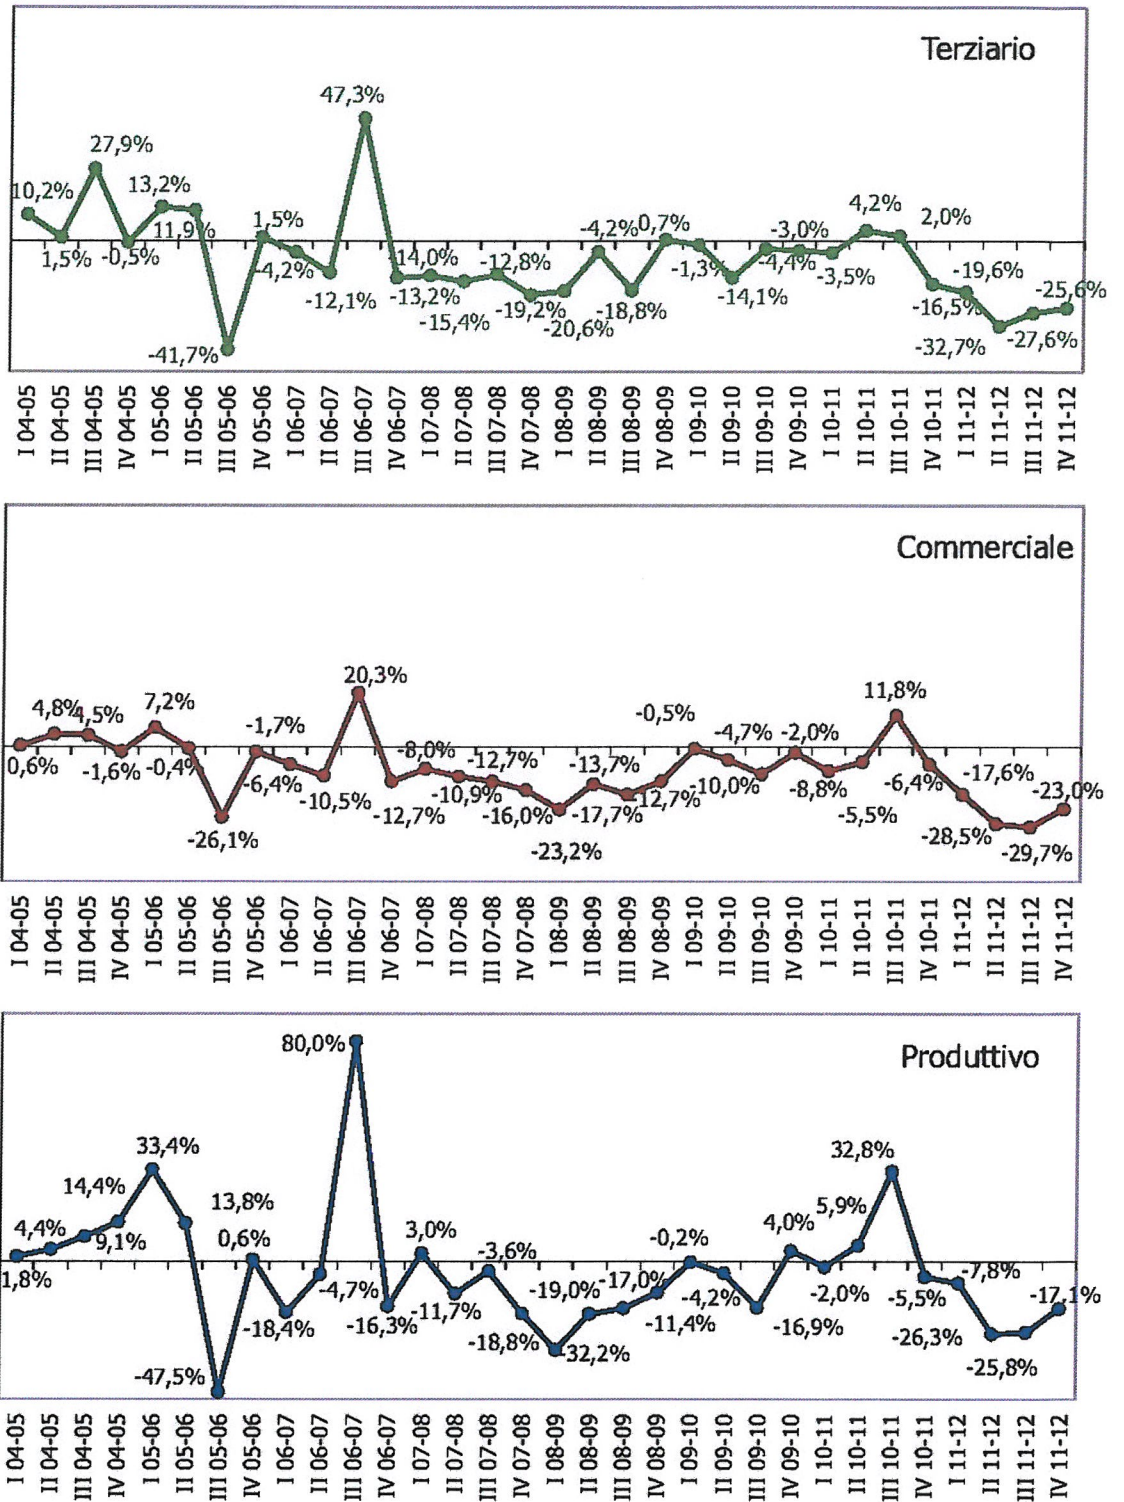 Terziario
47,3%
27,9%
10,2%
13,2%
11,9%
1,5%
-0,5%
1,5%
-4,2%
-12,1%
-41,7%
14,0%
-13,2%
-15,4%
-12,8%
-19,2%
-20,6%
-4,2%
-18,8%
0,7%
-1,3%
-14,1%
-3,0%
-4,4%
-3,5%
4,2%
2,0%
-16,5%
-19,6%
-32,7%
-27,6%
-25,6%
I 04-05
II 04-05
III 04-05
IV 04-05
I 05-06
II 05-06
III 05-06
IV 05-06
I 06-07
II 06-07
III 06-07
IV 06-07
I 07-08
II 07-08
III 07-08
IV 07-08
I 08-09
II 08-09
III 08-09
IV 08-09
I 09-10
II 09-10
III 09-10
IV 09-10
I 10-11
II 10-11
III 10-11
IV 10-11
I 11-12
II 11-12
III 11-12
IV 11-12
Commerciale
0,6%
4,8%
4,5%
-1,6%
7,2%
-0,4%
-26,1%
-1,7%
-6,4%
-10,5%
20,3%
-12,7%
-8,0%
-10,9%
-12,7%
-16,0%
-23,2%
-13,7%
-17,7%
-12,7%
-0,5%
-4,7%
-10,0%
-2,0%
-8,8%
-5,5%
11,8%
-6,4%
-17,6%
-28,5%
-29,7%
-23,0%
I 04-05
II 04-05
III 04-05
IV 04-05
I 05-06
II 05-06
III 05-06
IV 05-06
I 06-07
II 06-07
III 06-07
IV 06-07
I 07-08
II 07-08
III 07-08
IV 07-08
I 08-09
II 08-09
III 08-09
IV 08-09
I 09-10
II 09-10
III 09-10
IV 09-10
I 10-11
II 10-11
III 10-11
IV 10-11
I 11-12
II 11-12
III 11-12
IV 11-12
Produttivo
1,8%
4,4%
9,1%
14,4%
33,4%
13,8%
-47,5%
0,6%
-18,4%
-4,7%
80,0%
-16,3%
3,0%
-11,7%
-3,6%
-18,8%
-32,2%
-19,0%
-17,0%
-11,4%
-0,2%
-4,2%
-16,9%
4,0%
-2,0%
5,9%
32,8%
-5,5%
-7,8%
-26,3%
-25,8%
-17,1%
I 04-05
II 04-05
III 04-05
IV 04-05
I 05-06
II 05-06
III 05-06
IV 05-06
I 06-07
II 06-07
III 06-07
IV 06-07
I 07-08
II 07-08
III 07-08
IV 07-08
I 08-09
II 08-09
III 08-09
IV 08-09
I 09-10
II 09-10
III 09-10
IV 09-10
I 10-11
II 10-11
III 10-11
IV 10-11
I 11-12
II 11-12
III 11-12
IV 11-12